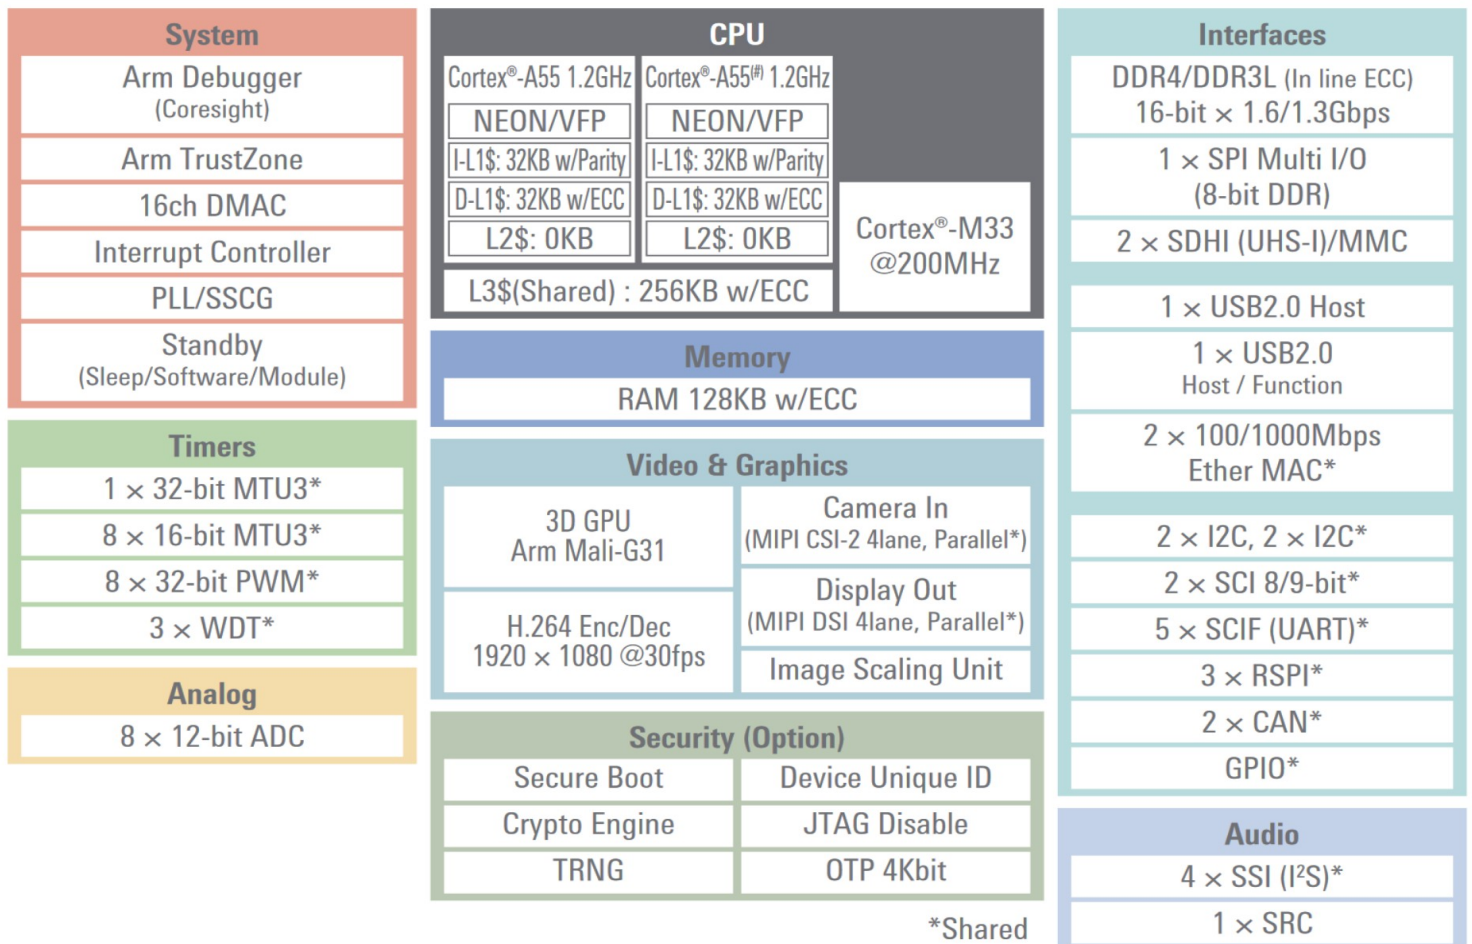 System
Arm Debugger
(Coresight)
Arm TrustZone
16ch DMAC
Interrupt Controller
PLL/SSCG
Standby
(Sleep/Software/Module)
Timers
1 × 32-bit MTU3*
8 × 16-bit MTU3*
8 × 32-bit PWM*
3 × WDT*
Analog
8 × 12-bit ADC
CPU
Cortex®-A55 1.2GHz
NEON/VFP
I-L1$: 32KB w/Parity
D-L1$: 32KB w/ECC
L2$: 0KB
Cortex®-A55(#) 1.2GHz
NEON/VFP
I-L1$: 32KB w/Parity
D-L1$: 32KB w/ECC
L2$: 0KB
L3$(Shared) : 256KB w/ECC
Cortex®-M33
@200MHz
Memory
RAM 128KB w/ECC
Video & Graphics
3D GPU
Arm Mali-G31
H.264 Enc/Dec
1920 × 1080 @30fps
Camera In
(MIPI CSI-2 4lane, Parallel*)
Display Out
(MIPI DSI 4lane, Parallel*)
Image Scaling Unit
Security (Option)
Secure Boot
Device Unique ID
Crypto Engine
JTAG Disable
TRNG
OTP 4Kbit
*Shared
Interfaces
DDR4/DDR3L (In line ECC)
16-bit × 1.6/1.3Gbps
1 × SPI Multi I/O
(8-bit DDR)
2 × SDHI (UHS-I)/MMC
1 × USB2.0 Host
1 × USB2.0
Host / Function
2 × 100/1000Mbps
Ether MAC*
2 × I2C, 2 × I2C*
2 × SCI 8/9-bit*
5 × SCIF (UART)*
3 × RSPI*
2 × CAN*
GPIO*
Audio
4 × SSI (I²S)*
1 × SRC